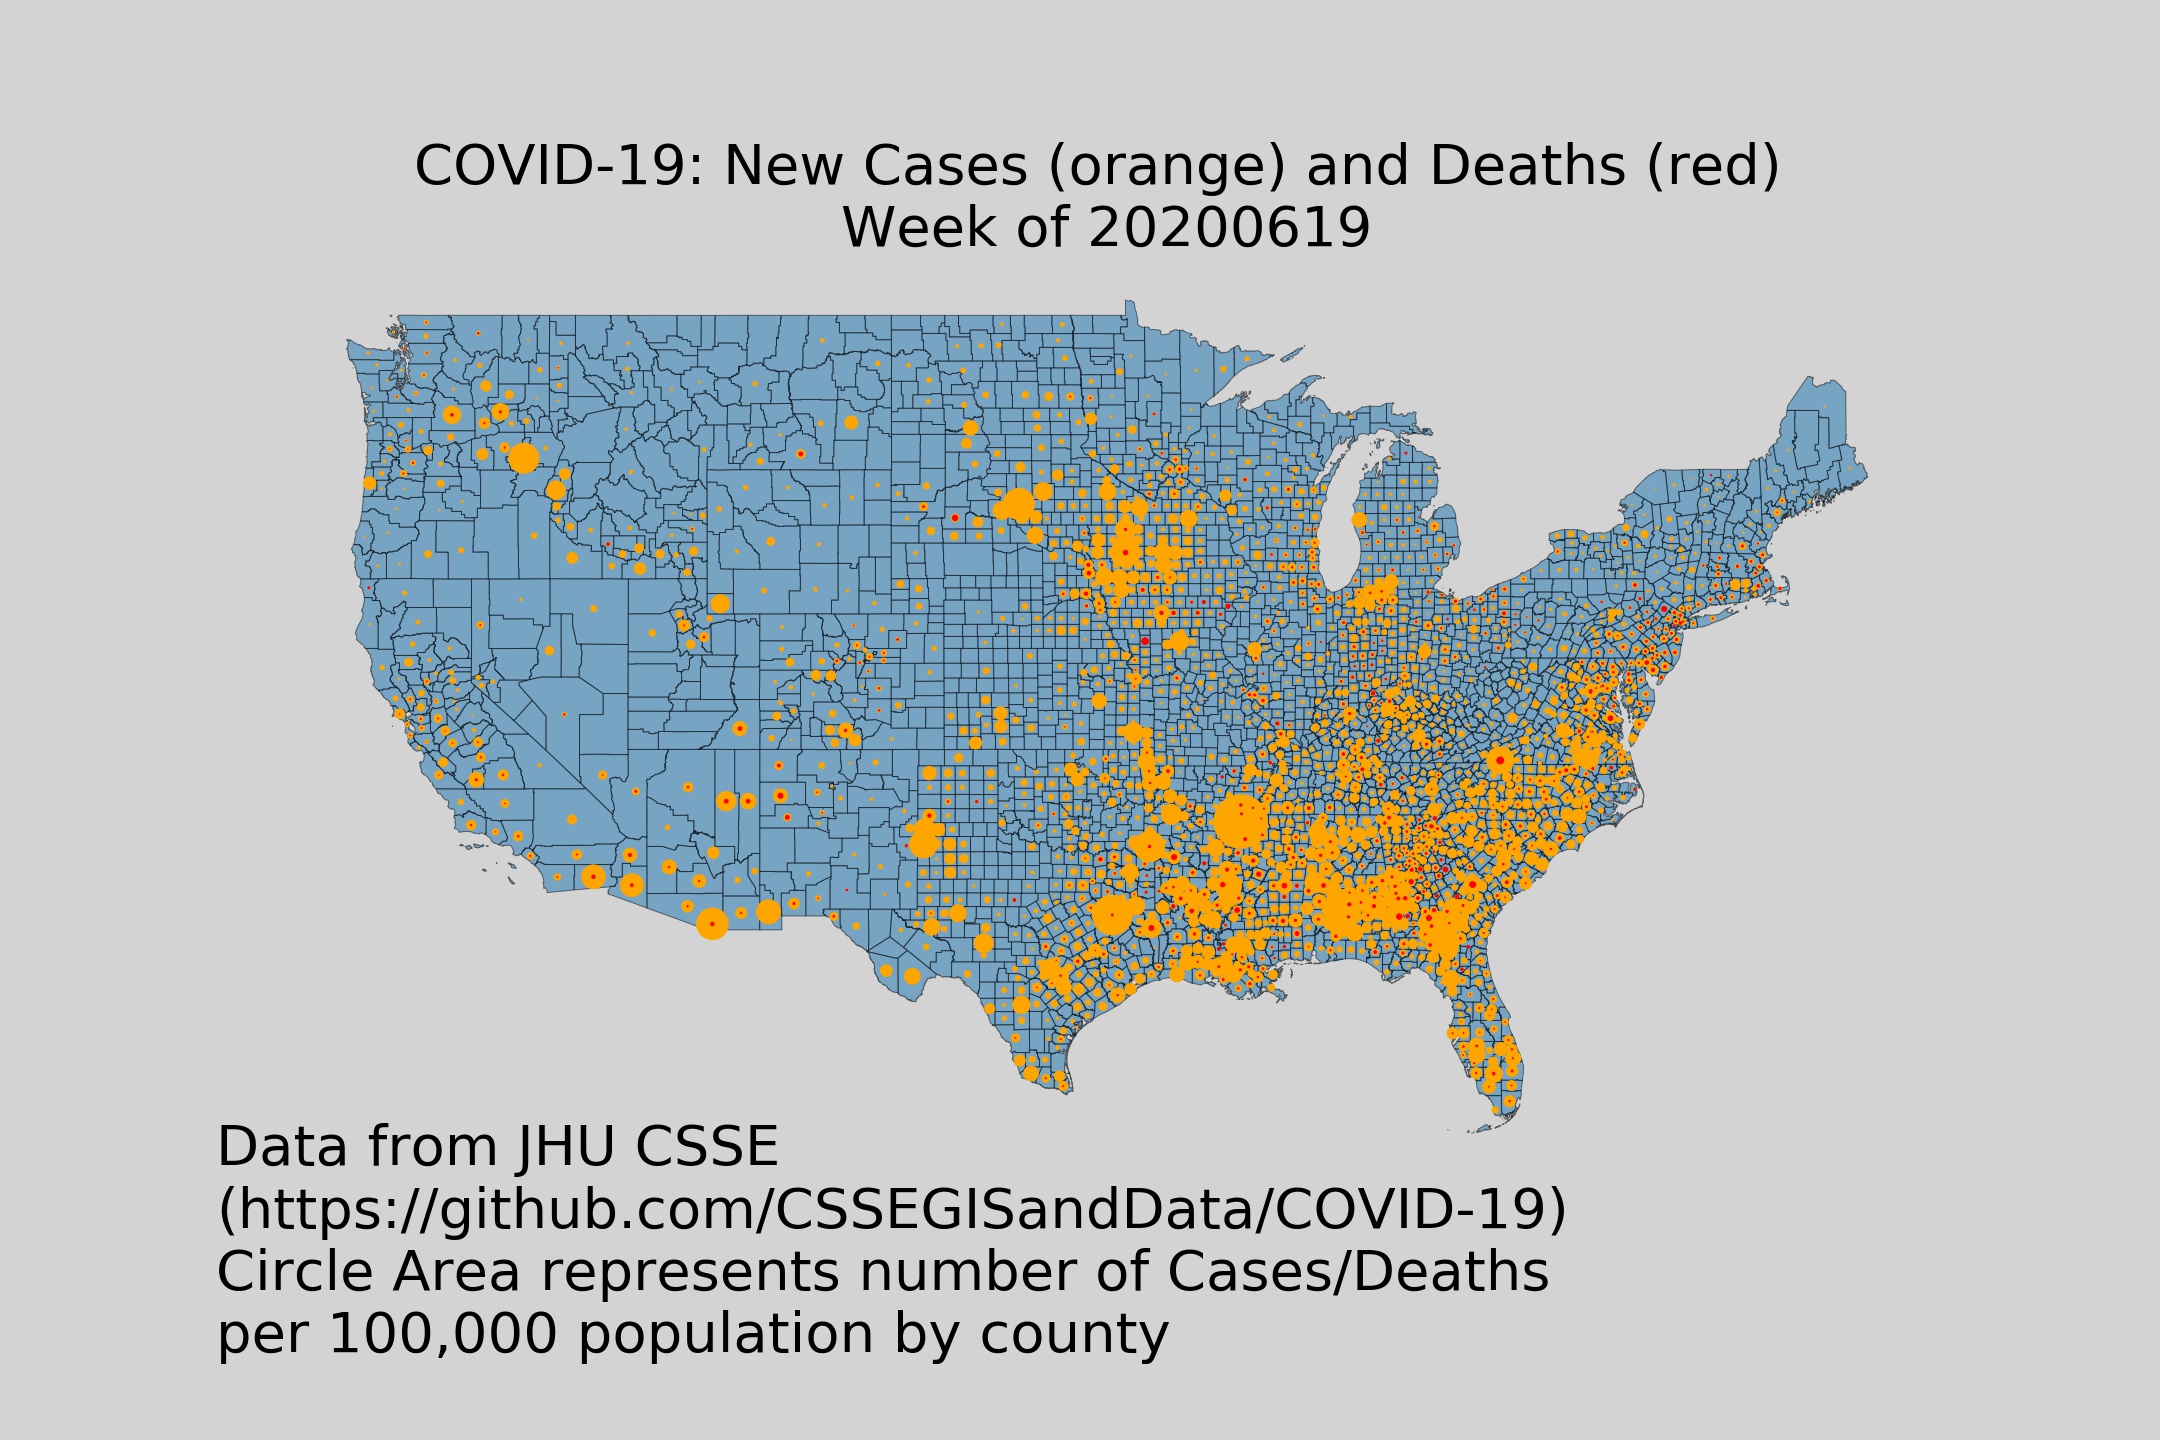 COVID-19: New Cases (orange) and Deaths (red)
Week of 20200619
Data from JHU CSSE
(https://github.com/CSSEGISandData/COVID-19)
Circle Area represents number of Cases/Deaths
per 100,000 population by county